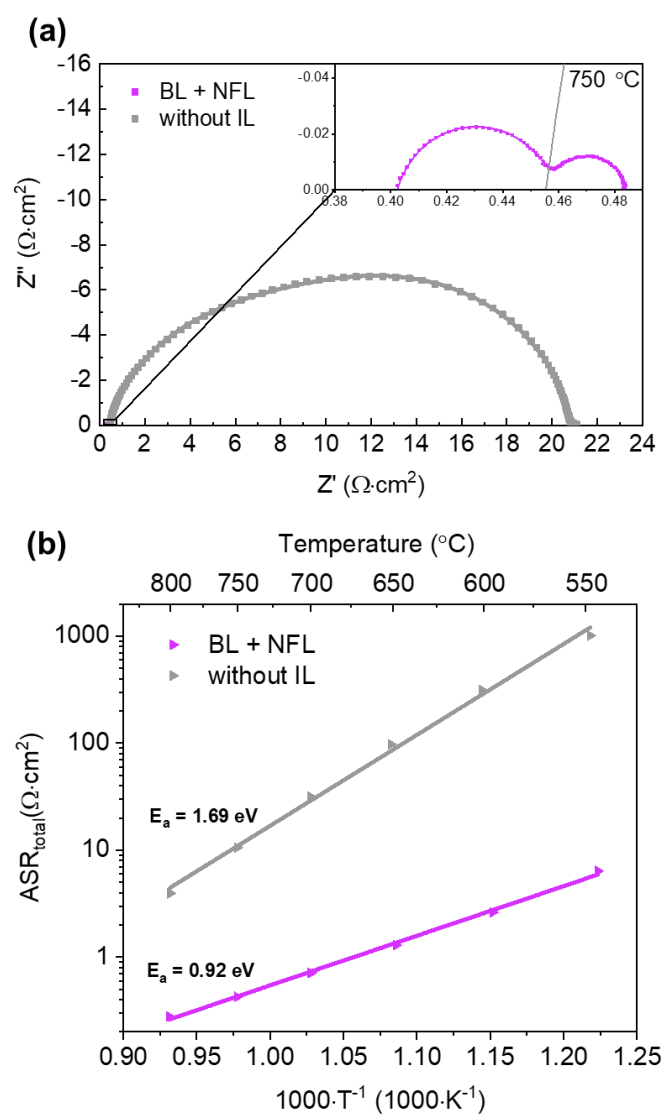 (a)
-16
-14
-12
-10
-8
-6
-4
-2
0
Z'' (Ω·cm²)
BL + NFL
without IL
-0.04
-0.02
0.00
750 °C
0.38 0.40 0.42 0.44 0.46 0.48
0 2 4 6 8 10 12 14 16 18 20 22 24
Z' (Ω·cm²)
(b)
Temperature (°C)
800 750 700 650 600 550
1000
100
10
1
ASR_total(Ω·cm²)
BL + NFL
without IL
E_a = 1.69 eV
E_a = 0.92 eV
0.90 0.95 1.00 1.05 1.10 1.15 1.20 1.25
1000·T⁻¹ (1000·K⁻¹)